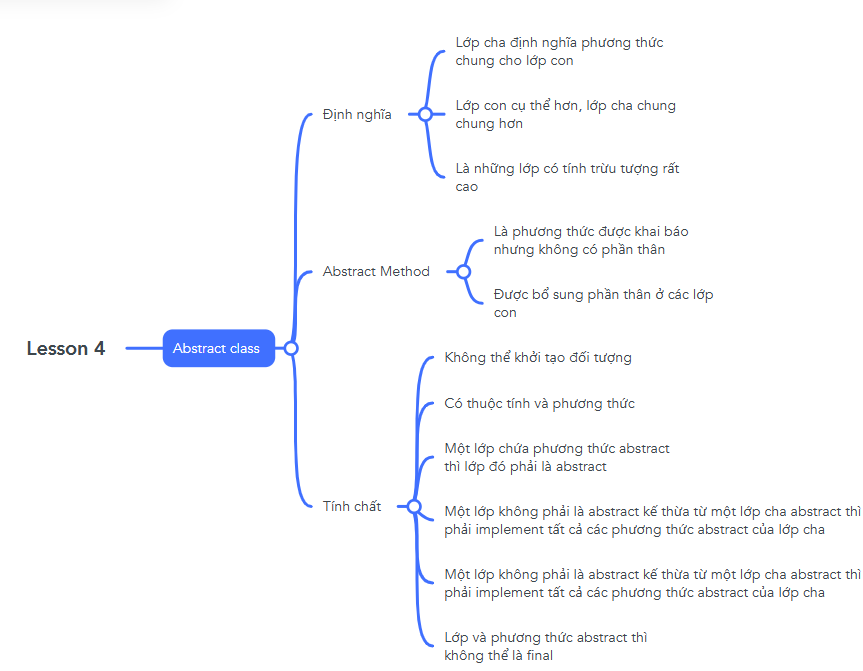 Lớp cha định nghĩa phương thức
chung cho lớp con
Định nghĩa
Lớp con cụ thể hơn, lớp cha chung
chung hơn
Là những lớp có tính trừu tượng rất
cao
Là phương thức được khai báo
nhưng không có phần thân
Abstract Method
Được bổ sung phần thân ở các lớp
con
Lesson 4
Abstract class
Không thể khởi tạo đối tượng
Có thuộc tính và phương thức
Một lớp chứa phương thức abstract
thì lớp đó phải là abstract
Tính chất
Một lớp không phải là abstract kế thừa từ một lớp cha abstract thì
phải implement tất cả các phương thức abstract của lớp cha
Một lớp không phải là abstract kế thừa từ một lớp cha abstract thì
phải implement tất cả các phương thức abstract của lớp cha
Lớp và phương thức abstract thì
không thể là final